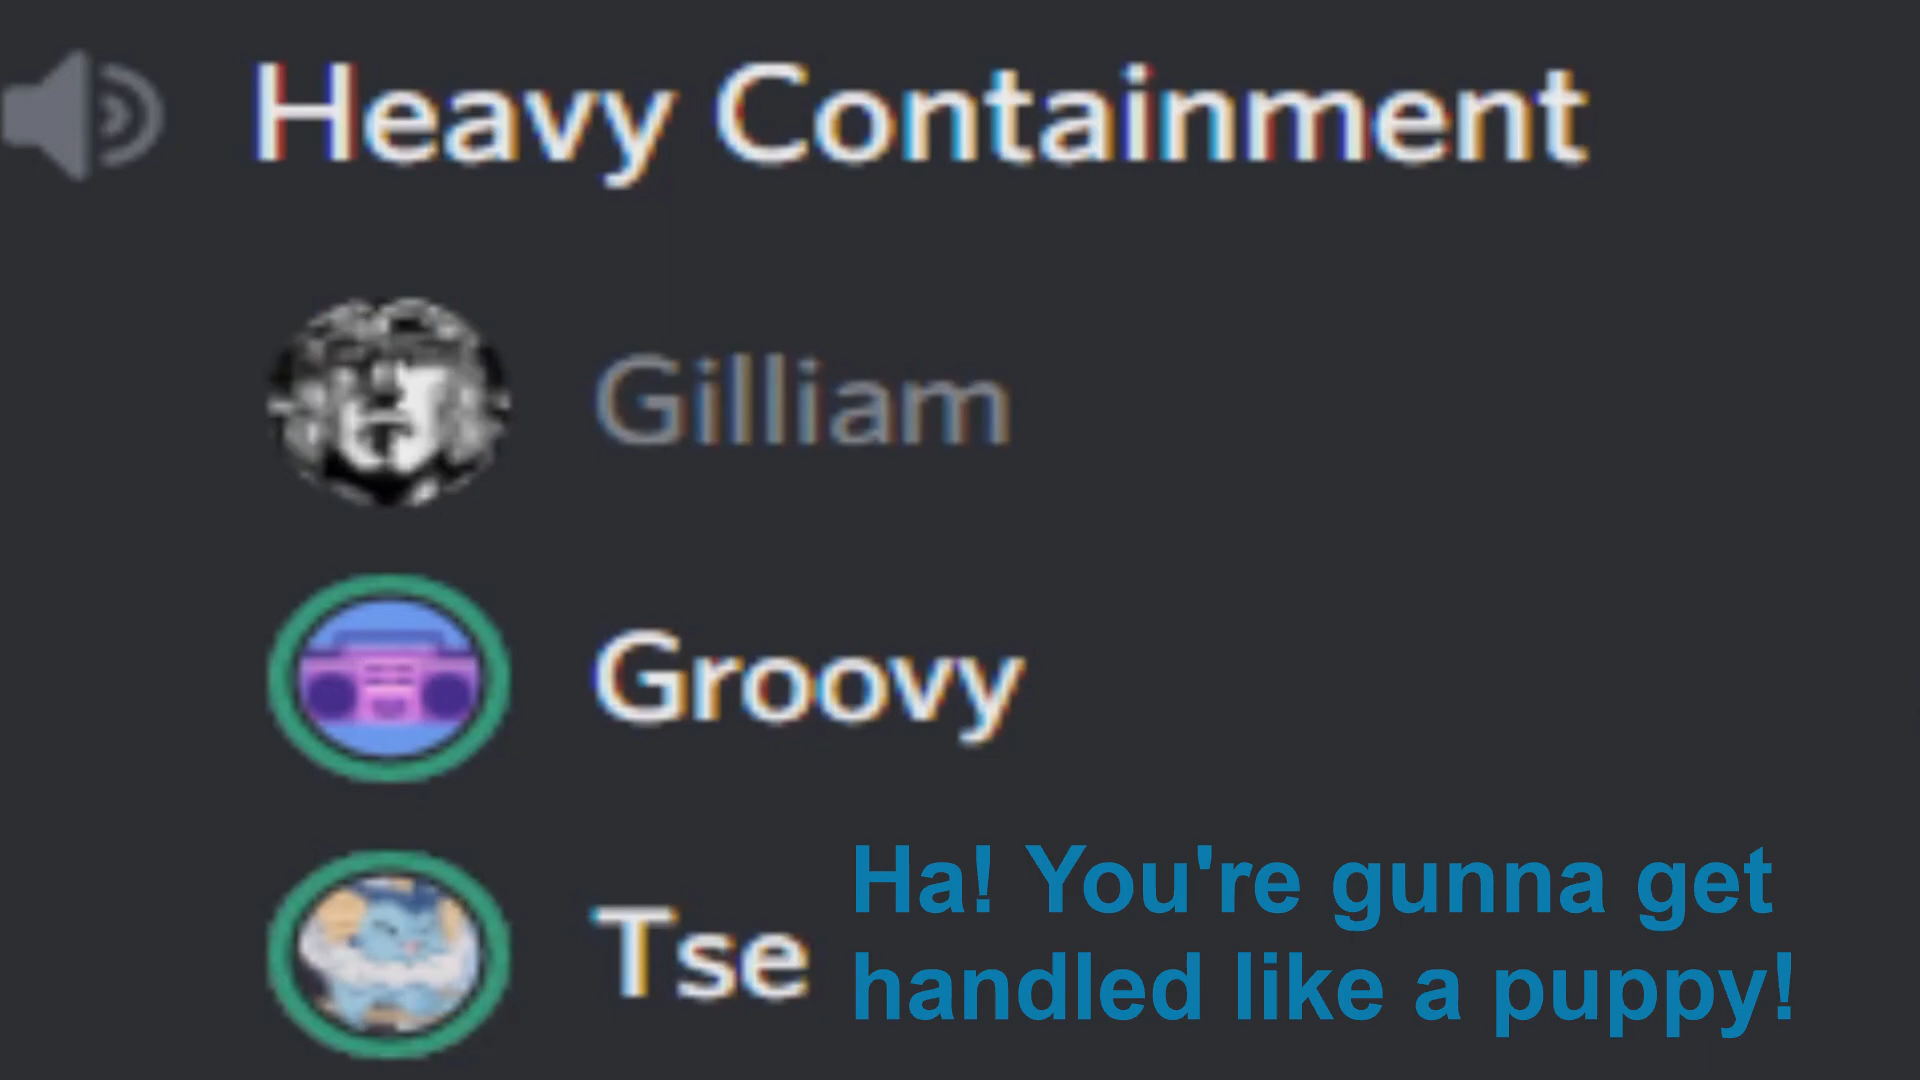 Heavy Containment
Gilliam
Groovy
Tse
Ha! You're gunna get
handled like a puppy!